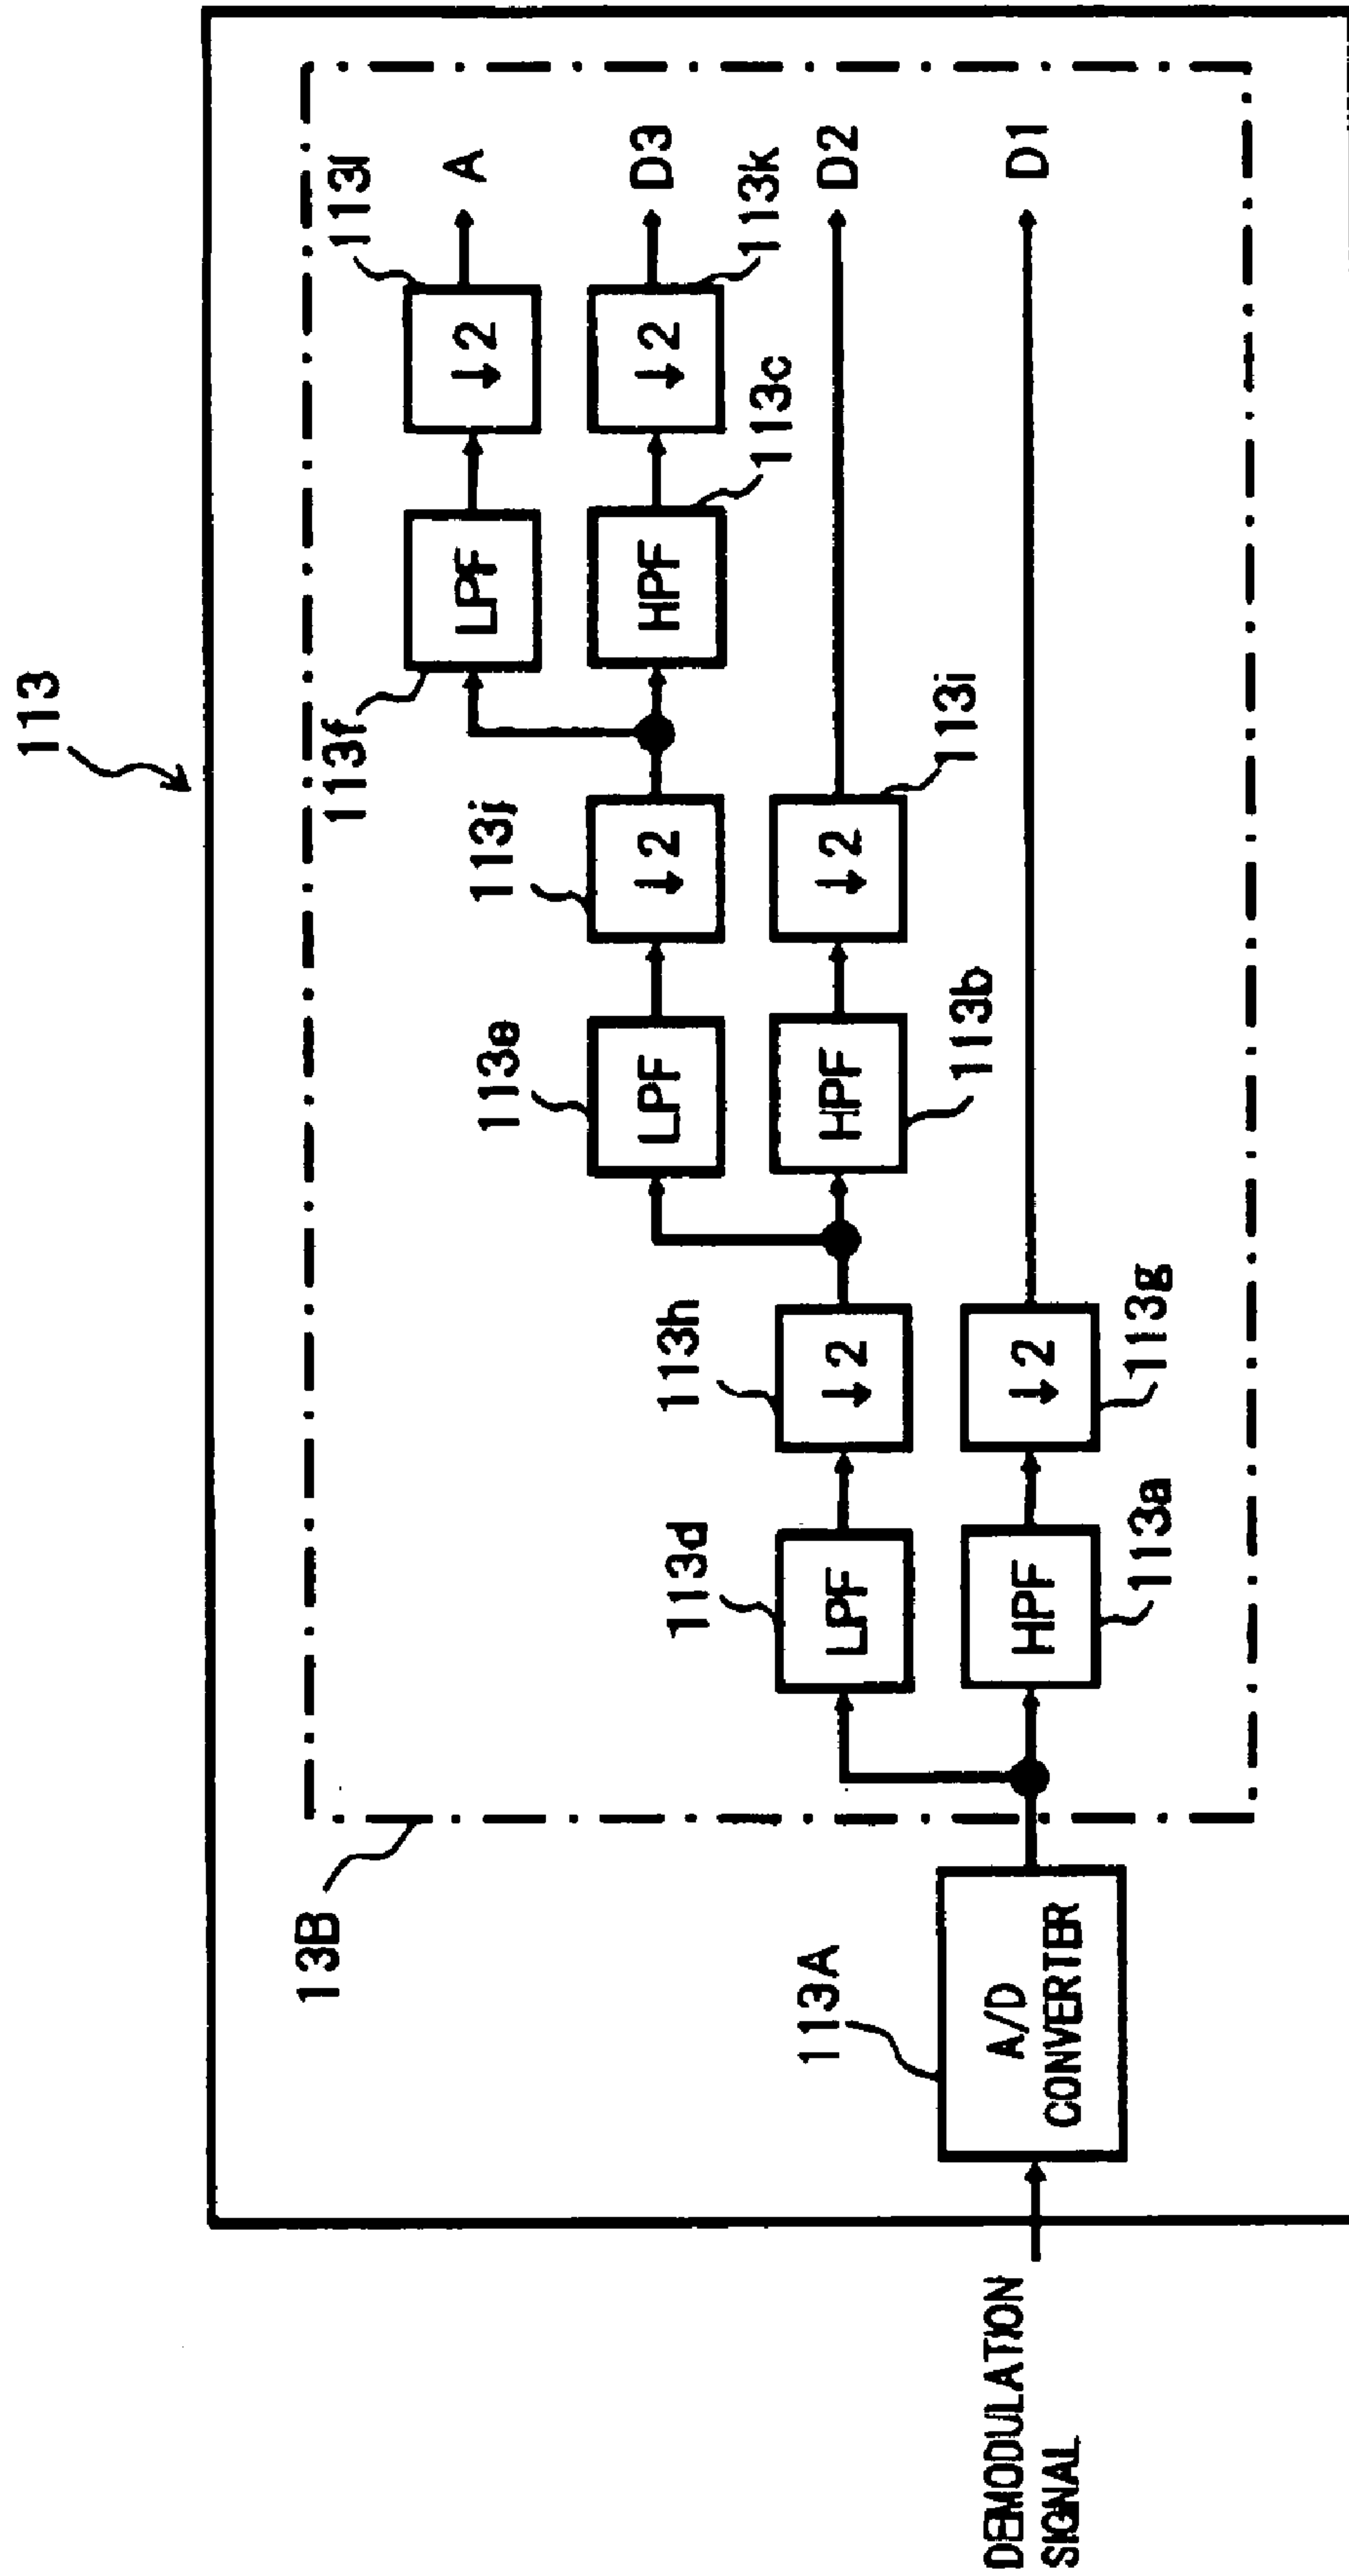 113
13B
113l
A
113f
LPF
↓2
113j
D3
113e
LPF
↓2
HPF
↓2
113k
113c
113h
D2
113d
LPF
↓2
HPF
↓2
113i
113b
113A
D1
A/D
CONVERTER
HPF
↓2
113a
113g
DEMODULATION
SIGNAL